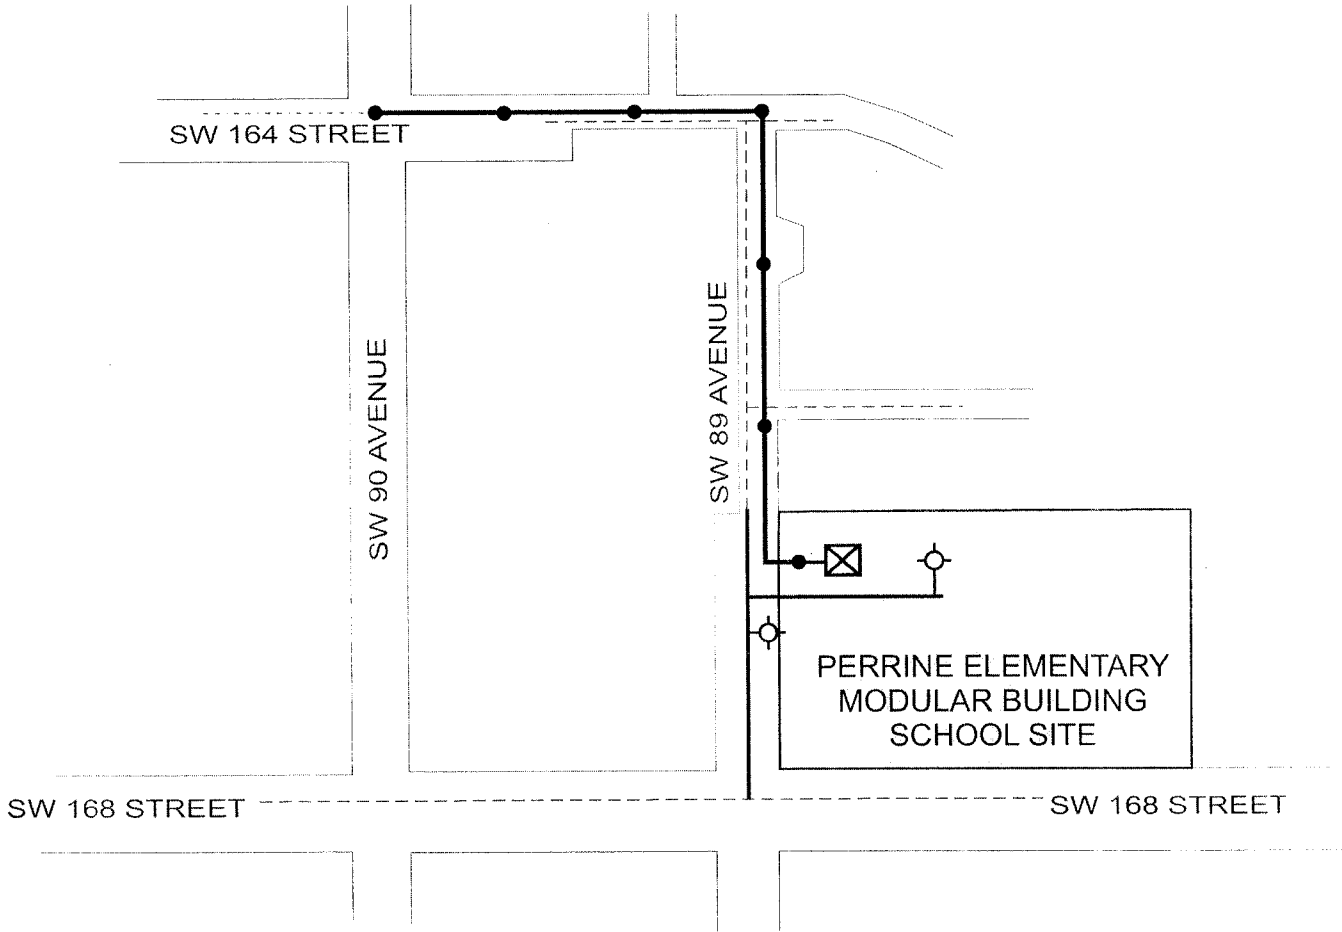 SW 164 STREET
SW 90 AVENUE
SW 89 AVENUE
PERRINE ELEMENTARY
MODULAR BUILDING
SCHOOL SITE
SW 168 STREET
SW 168 STREET